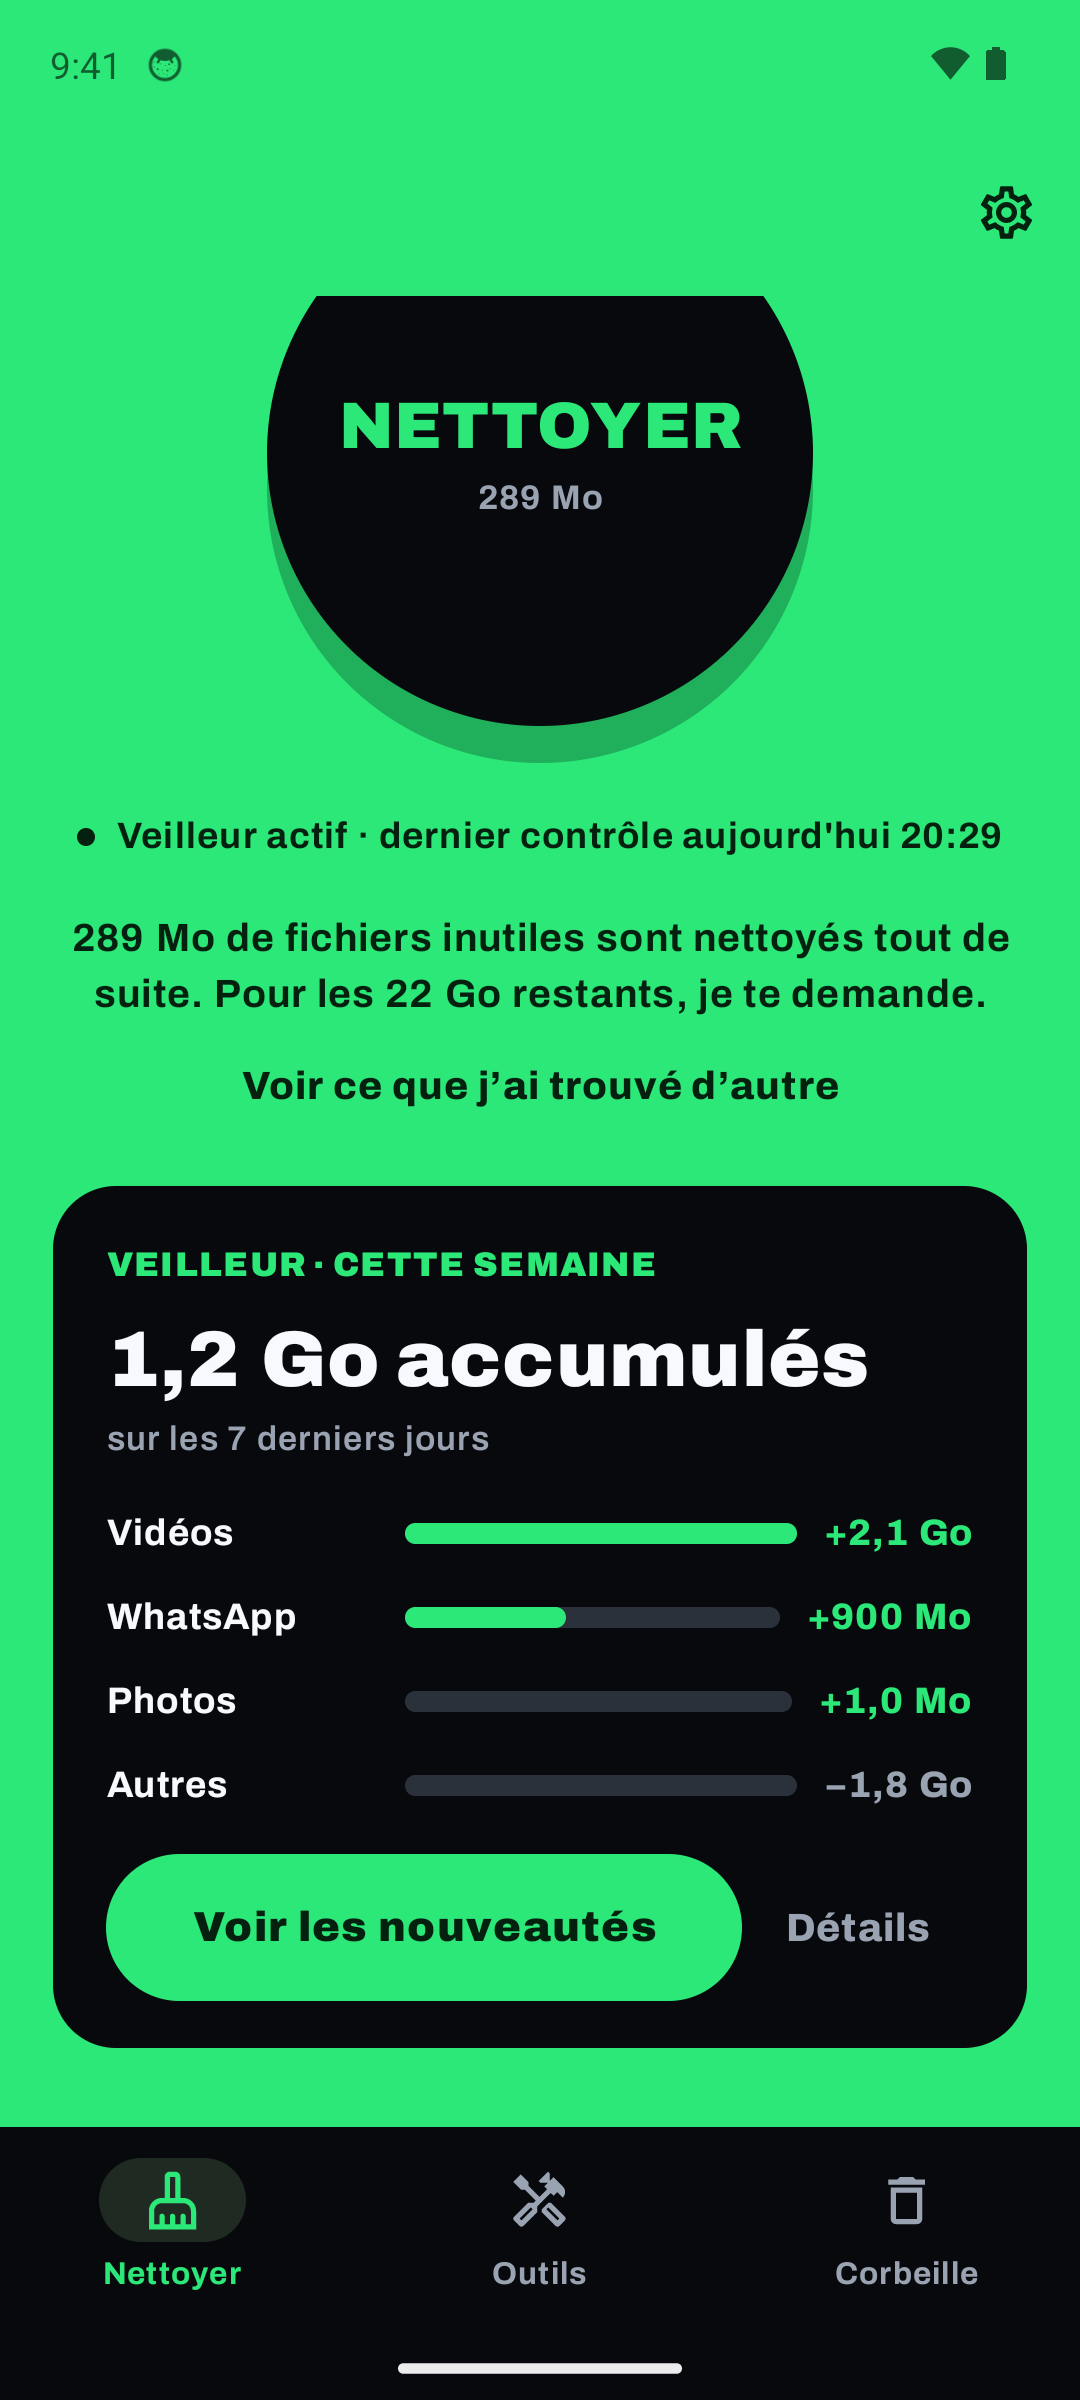 9:41
NETTOYER
289 Mo
Veilleur actif · dernier contrôle aujourd'hui 20:29
289 Mo de fichiers inutiles sont nettoyés tout de
suite. Pour les 22 Go restants, je te demande.
Voir ce que j’ai trouvé d’autre
VEILLEUR · CETTE SEMAINE
1,2 Go accumulés
sur les 7 derniers jours
Vidéos +2,1 Go
WhatsApp +900 Mo
Photos +1,0 Mo
Autres −1,8 Go
Voir les nouveautés Détails
Nettoyer Outils Corbeille